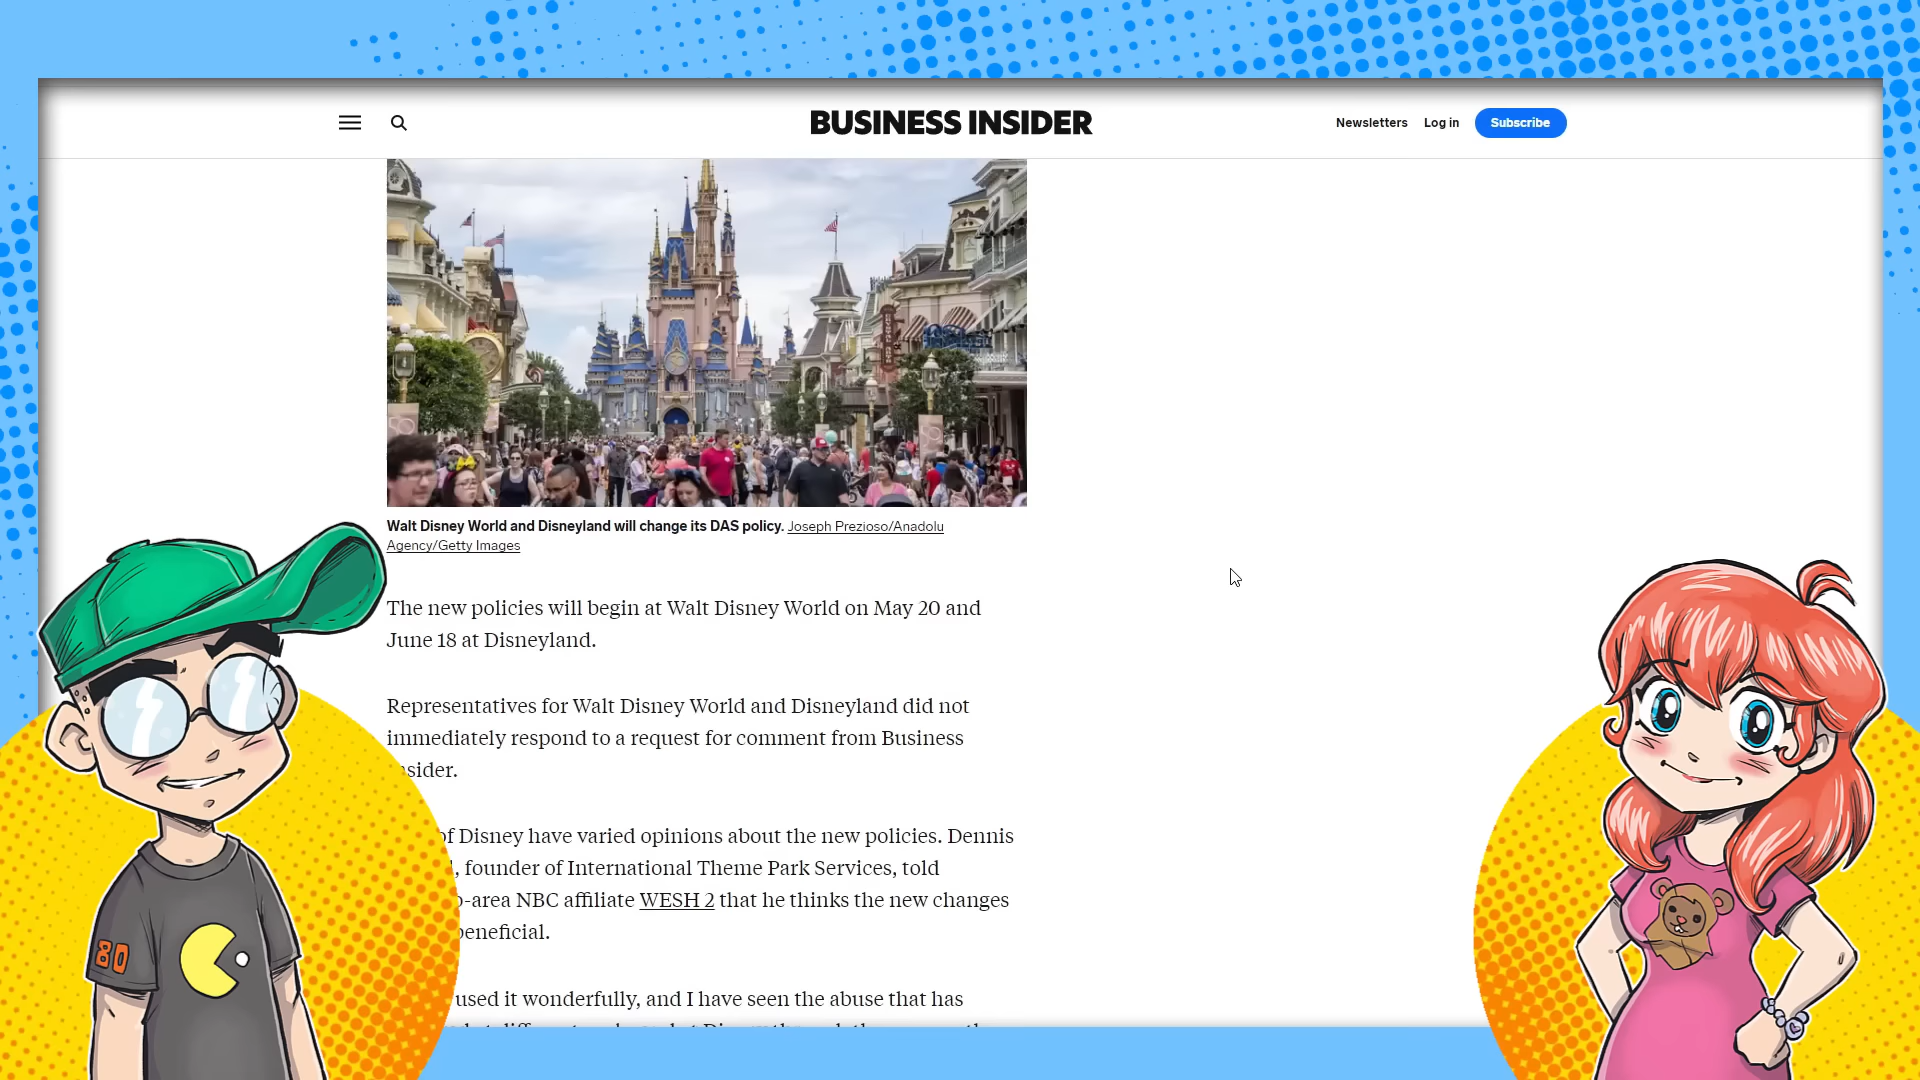 BUSINESS INSIDER
Newsletters Log in Subscribe
Walt Disney World and Disneyland will change its DAS policy. Joseph Prezioso/Anadolu
Agency/Getty Images
The new policies will begin at Walt Disney World on May 20 and
June 18 at Disneyland.
Representatives for Walt Disney World and Disneyland did not
immediately respond to a request for comment from Business
sider.
of Disney have varied opinions about the new policies. Dennis
, founder of International Theme Park Services, told
-area NBC affiliate WESH 2 that he thinks the new changes
beneficial.
used it wonderfully, and I have seen the abuse that has
80